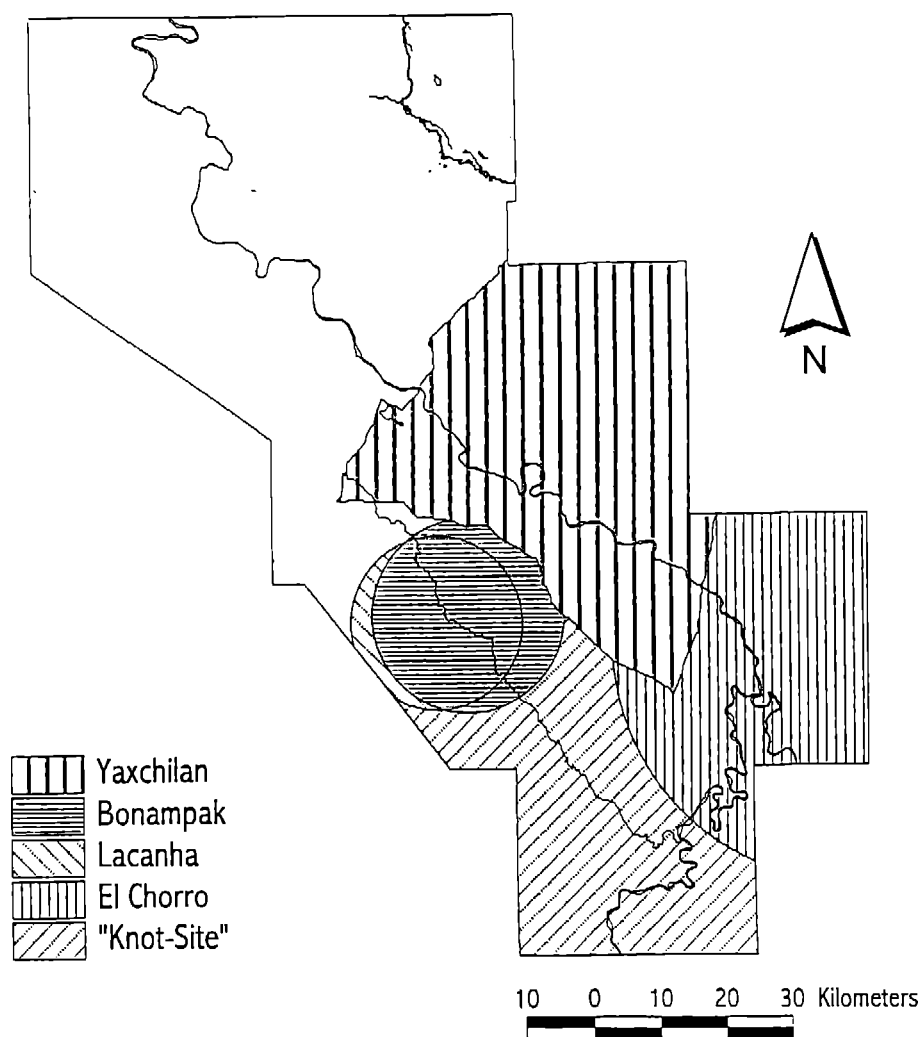 N
Yaxchilan
Bonampak
Lacanha
El Chorro
"Knot-Site"
10 0 10 20 30 Kilometers